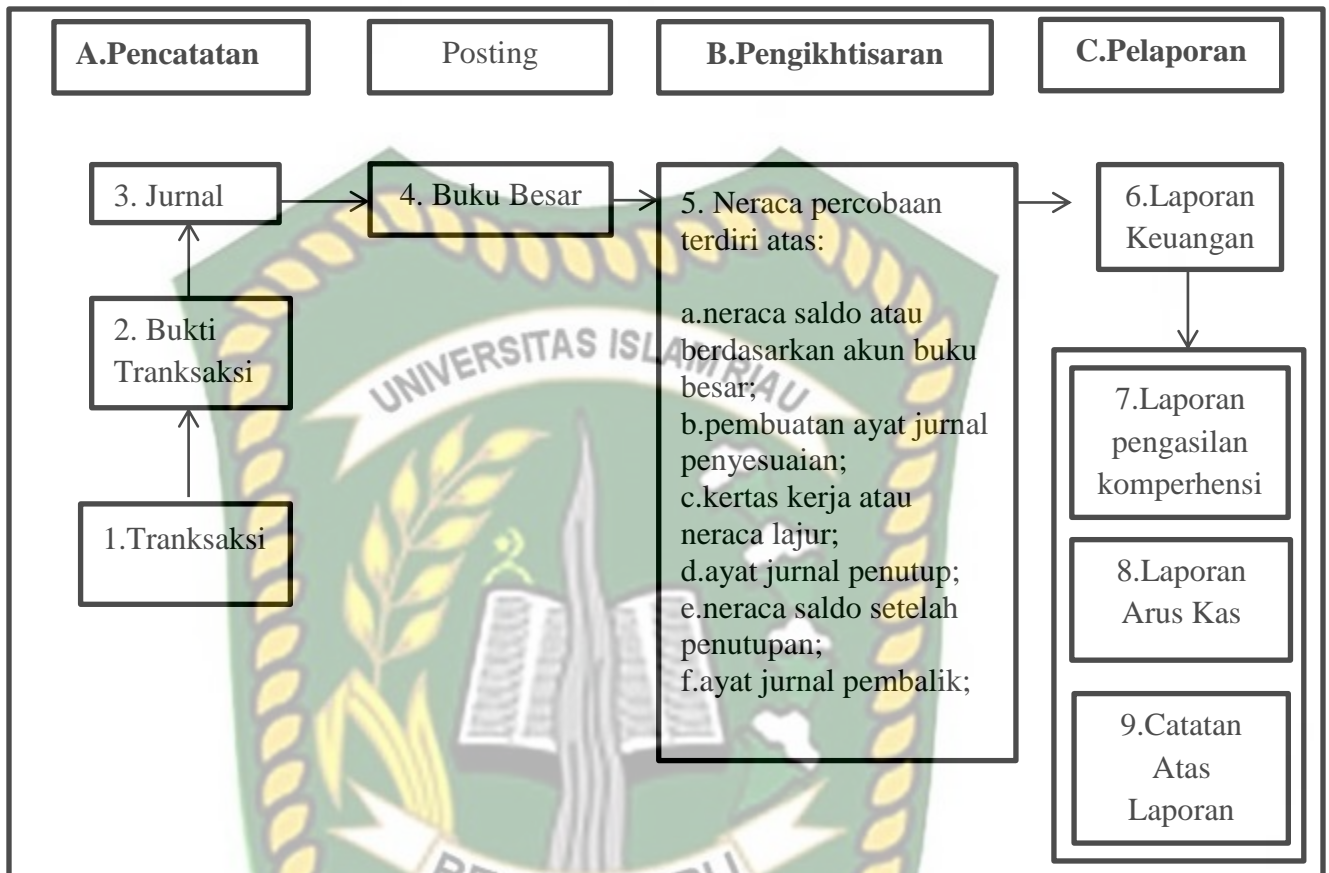 A.Pencatatan
Posting
B.Pengikhtisaran
C.Pelaporan
3. Jurnal
4. Buku Besar
2. Bukti
Tranksaksi
1.Tranksaksi
5. Neraca percobaan
terdiri atas:
a.neraca saldo atau
berdasarkan akun buku
besar;
b.pembuatan ayat jurnal
penyesuaian;
c.kertas kerja atau
neraca lajur;
d.ayat jurnal penutup;
e.neraca saldo setelah
penutupan;
f.ayat jurnal pembalik;
6.Laporan
Keuangan
7.Laporan
pengasilan
komperhensi
8.Laporan
Arus Kas
9.Catatan
Atas
Laporan
UNIVERSITAS ISLAM RIAU